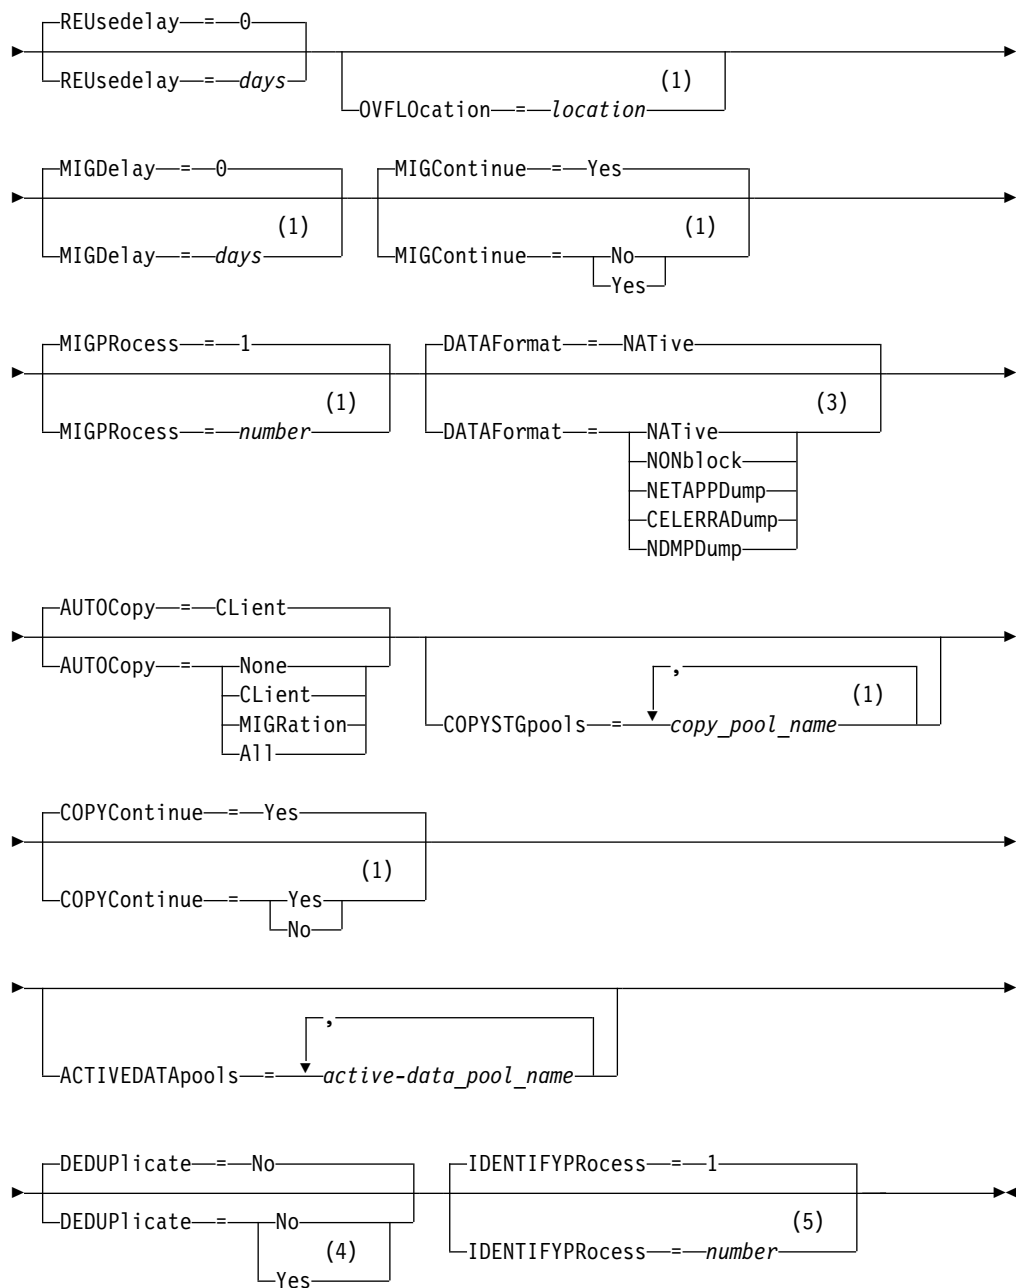 REUsedelay = 0
REUsedelay = days
(1)
OVFLOcation = location
MIGDelay = 0
MIGContinue = Yes
(1)
(1)
MIGDelay = days
MIGContinue = No
Yes
MIGPRocess = 1
DATAFormat = NATive
(1)
(3)
MIGPRocess = number
DATAFormat = NATive
NONblock
NETAPPDump
CELERRADump
NDMPDump
AUTOCopy = CLient
AUTOCopy = None
CLient
MIGRation
All
,
(1)
COPYSTGpools = copy_pool_name
COPYContinue = Yes
(1)
COPYContinue = Yes
No
,
ACTIVEDATApools = active-data_pool_name
DEDUPlicate = No
IDENTIFYPRocess = 1
DEDUPlicate = No
(4)
Yes
(5)
IDENTIFYPRocess = number